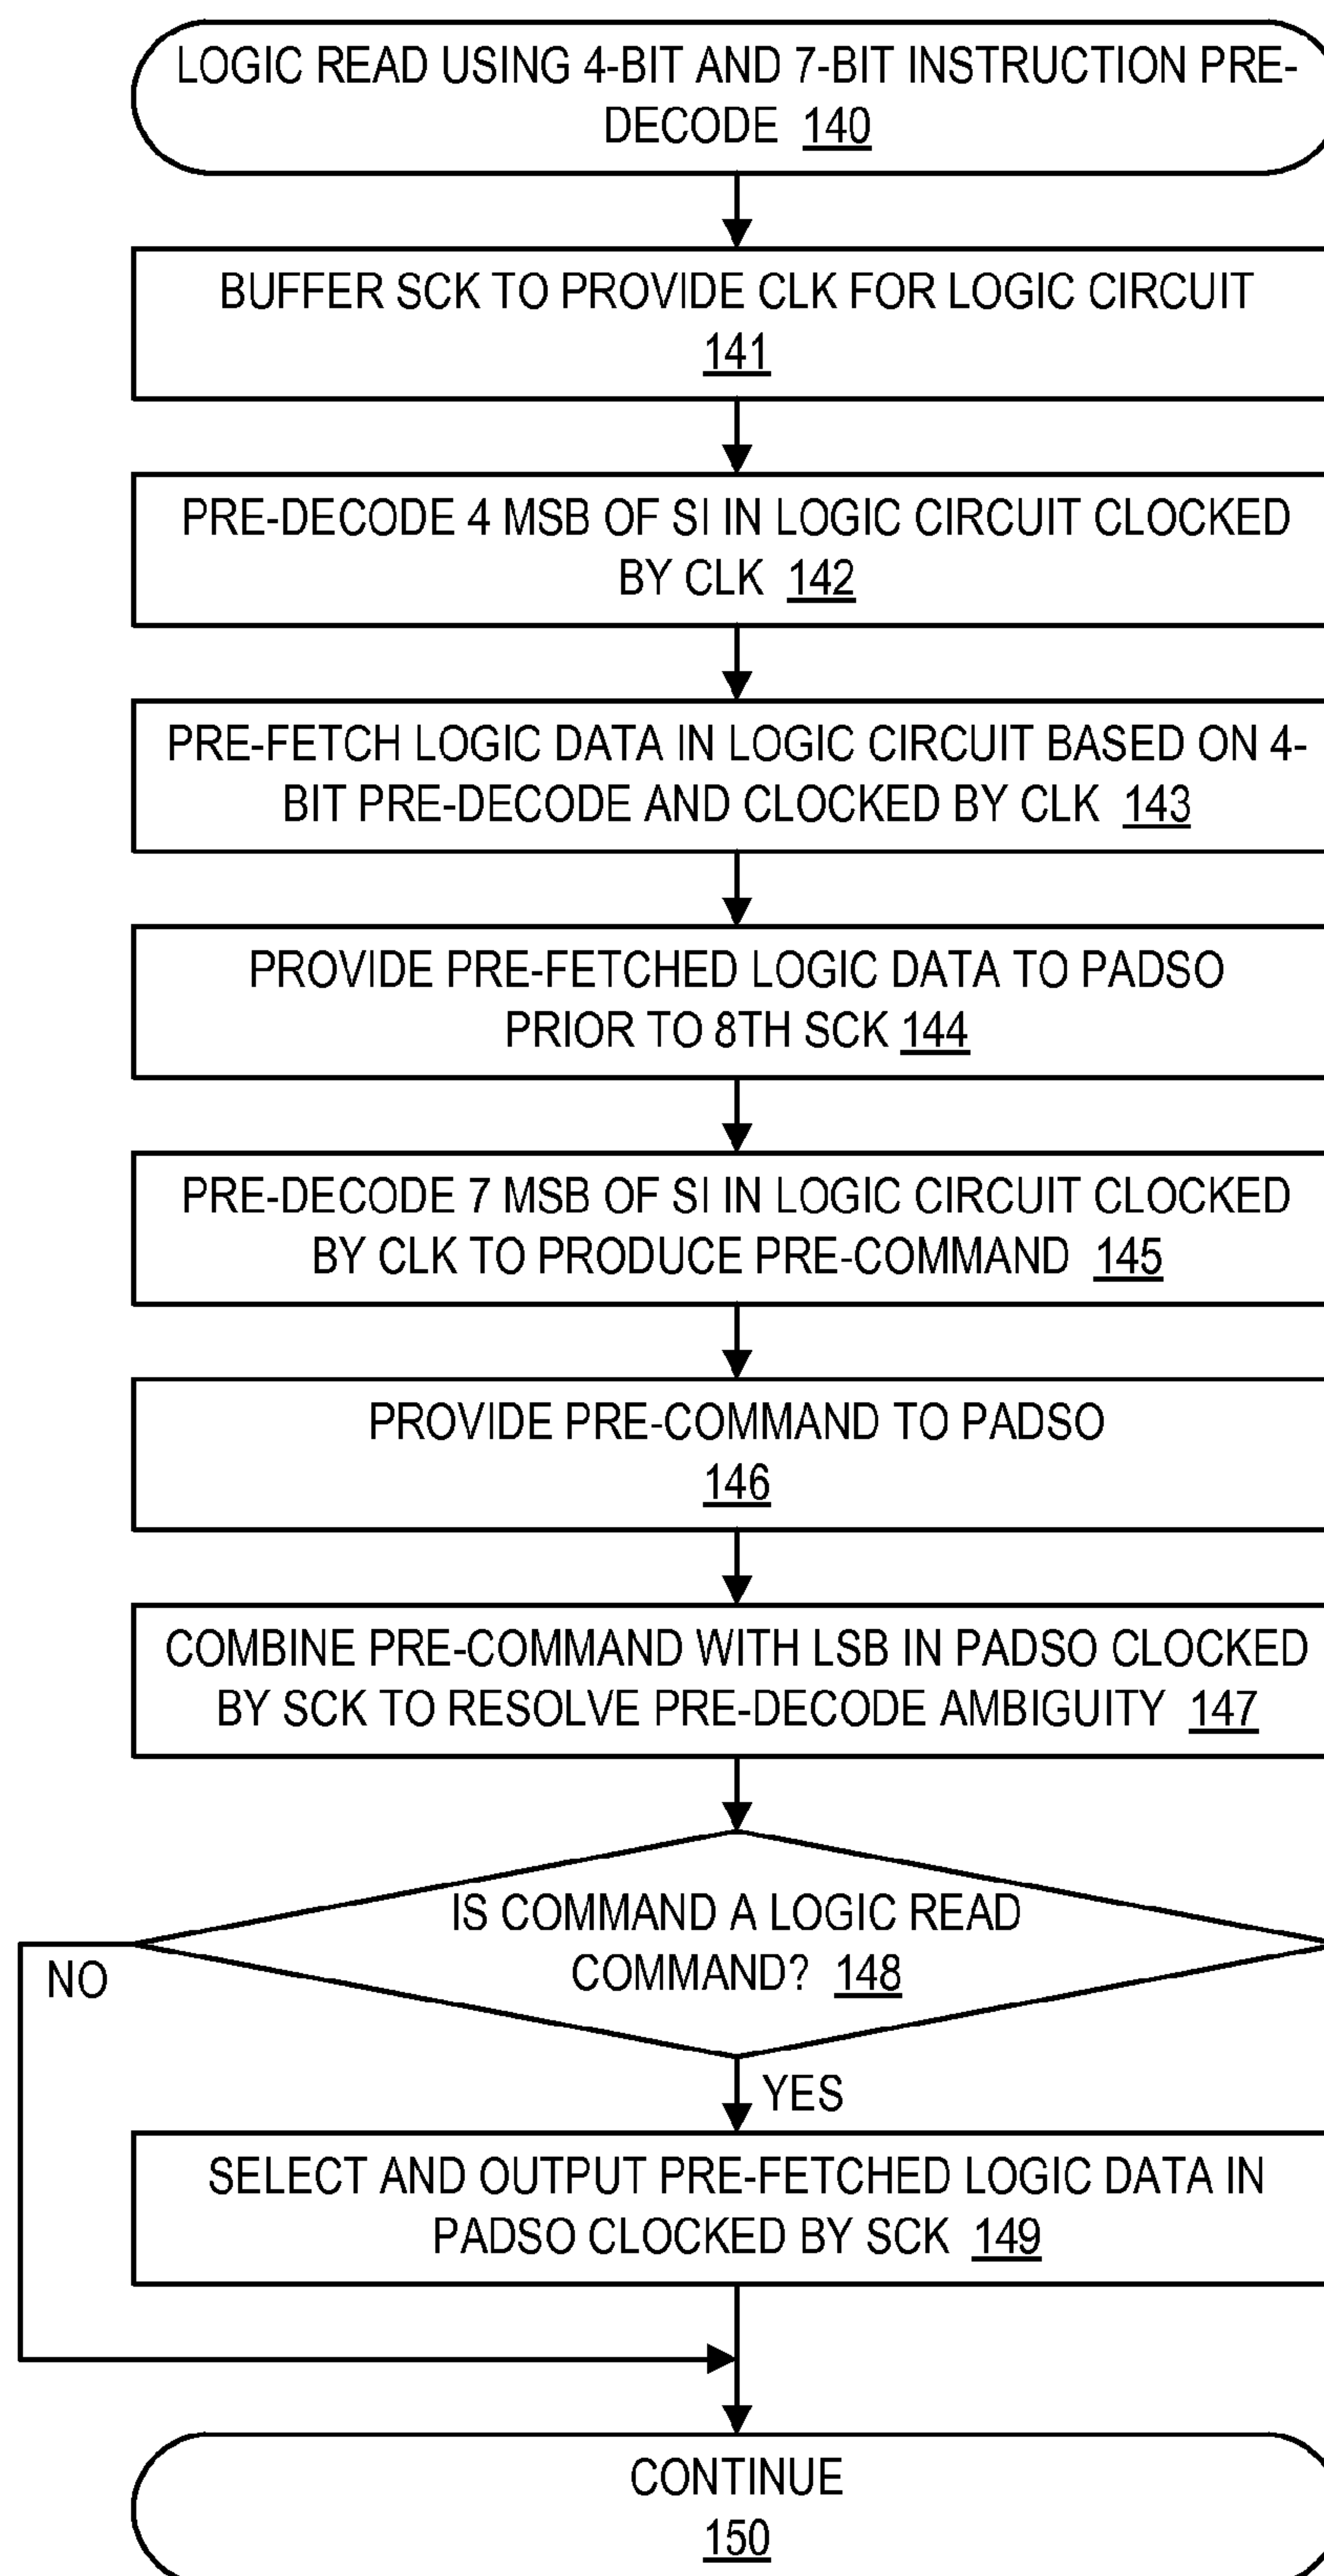 LOGIC READ USING 4-BIT AND 7-BIT INSTRUCTION PRE-
DECODE 140
BUFFER SCK TO PROVIDE CLK FOR LOGIC CIRCUIT
141
PRE-DECODE 4 MSB OF SI IN LOGIC CIRCUIT CLOCKED
BY CLK 142
PRE-FETCH LOGIC DATA IN LOGIC CIRCUIT BASED ON 4-
BIT PRE-DECODE AND CLOCKED BY CLK 143
PROVIDE PRE-FETCHED LOGIC DATA TO PADSO
PRIOR TO 8TH SCK 144
PRE-DECODE 7 MSB OF SI IN LOGIC CIRCUIT CLOCKED
BY CLK TO PRODUCE PRE-COMMAND 145
PROVIDE PRE-COMMAND TO PADSO
146
COMBINE PRE-COMMAND WITH LSB IN PADSO CLOCKED
BY SCK TO RESOLVE PRE-DECODE AMBIGUITY 147
IS COMMAND A LOGIC READ
COMMAND? 148
NO
YES
SELECT AND OUTPUT PRE-FETCHED LOGIC DATA IN
PADSO CLOCKED BY SCK 149
CONTINUE
150